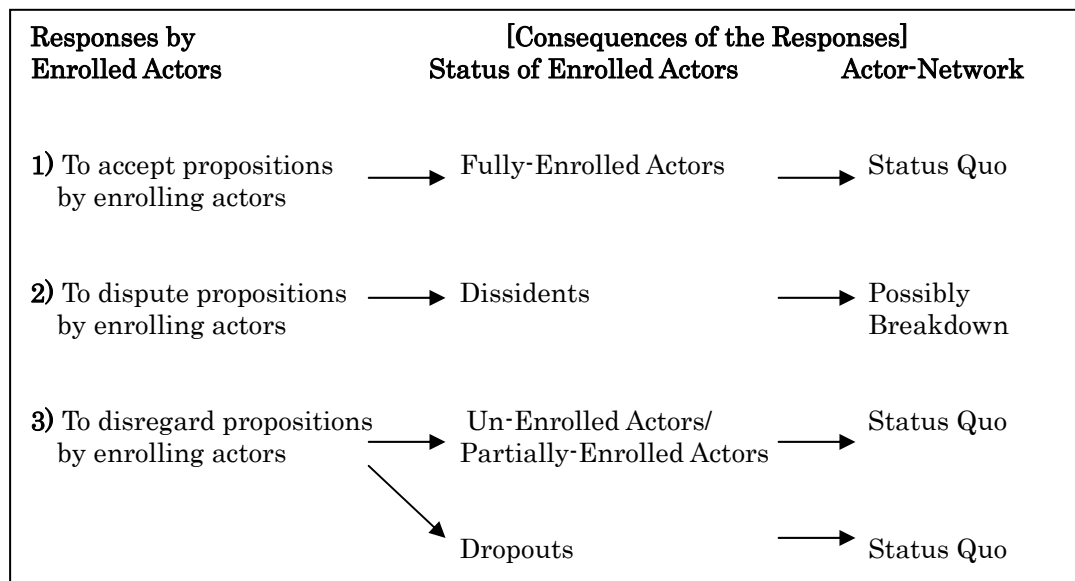 Responses by [Consequences of the Responses]
Enrolled Actors Status of Enrolled Actors Actor-Network
1) To accept propositions Fully-Enrolled Actors Status Quo
by enrolling actors
2) To dispute propositions Dissidents Possibly
by enrolling actors Breakdown
3) To disregard propositions Un-Enrolled Actors/ Status Quo
by enrolling actors Partially-Enrolled Actors
Dropouts Status Quo